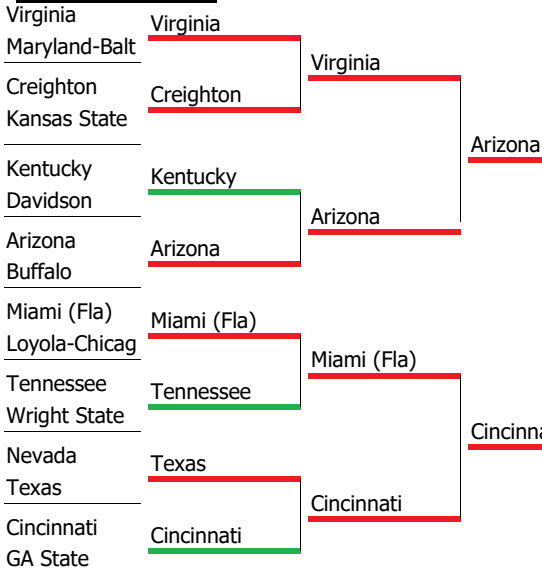 Virginia
Maryland-Balt
Creighton
Kansas State
Kentucky
Davidson
Arizona
Buffalo
Miami (Fla)
Loyola-Chicag
Tennessee
Wright State
Nevada
Texas
Cincinnati
GA State
Virginia
Creighton
Kentucky
Arizona
Miami (Fla)
Tennessee
Texas
Cincinnati
Virginia
Arizona
Miami (Fla)
Cincinnati
Arizona
Cincinna